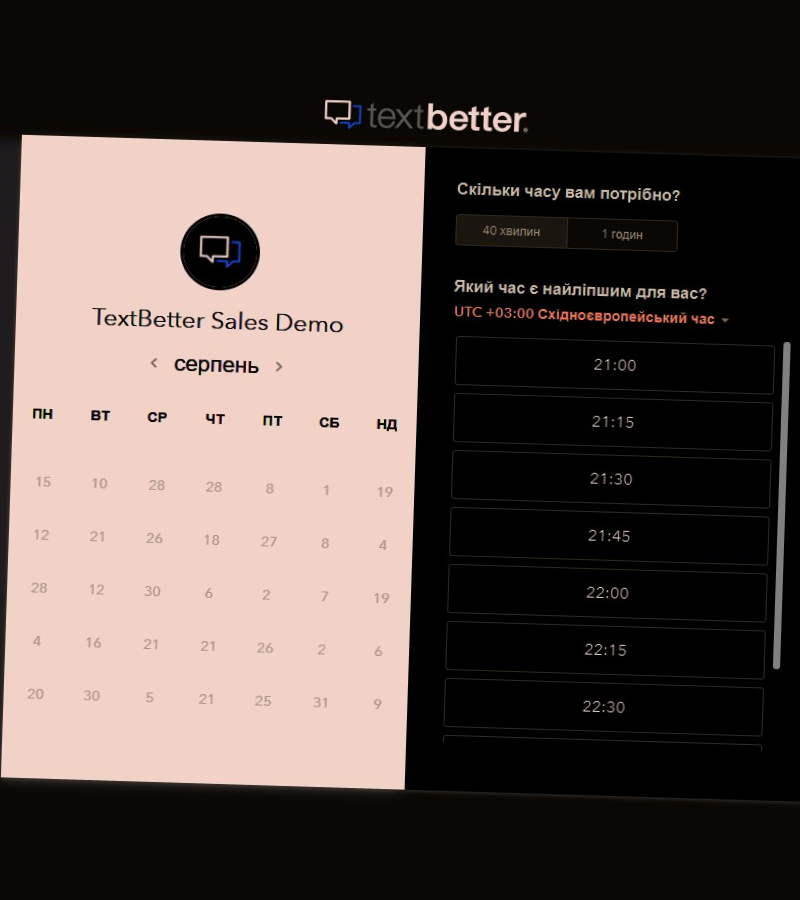 textbetter.
TextBetter Sales Demo
серпень
ПН ВТ СР ЧТ ПТ СБ НД
15 10 28 28 8 1 19
12 21 26 18 27 8 4
28 12 30 6 2 7 19
4 16 21 21 26 2 6
20 30 5 21 25 31 9
Скільки часу вам потрібно?
40 хвилин 1 годин
Який час є найліпшим для вас?
UTC +03:00 Східноєвропейський час
21:00
21:15
21:30
21:45
22:00
22:15
22:30